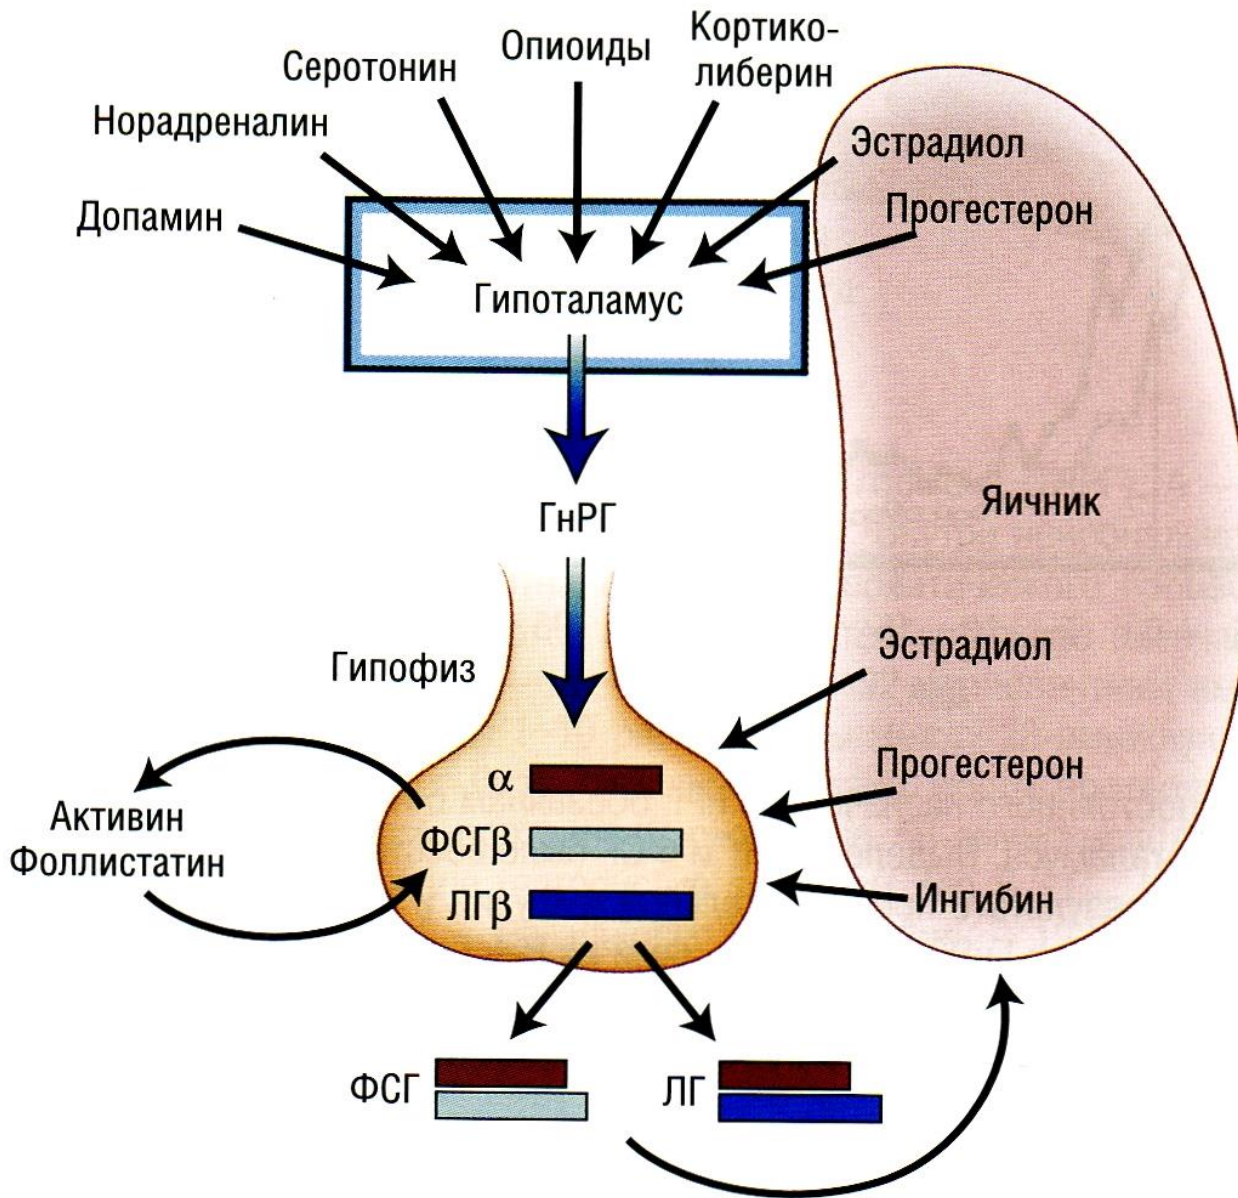 Кортико-
либерин
Опиоиды
Серотонин
Норадреналин
Допамин
Эстрадиол
Прогестерон
Гипоталамус
ГнРГ
Яичник
Гипофиз
Эстрадиол
Прогестерон
Ингибин
α
ФСГβ
ЛГβ
Активин
Фоллистатин
ФСГ
ЛГ